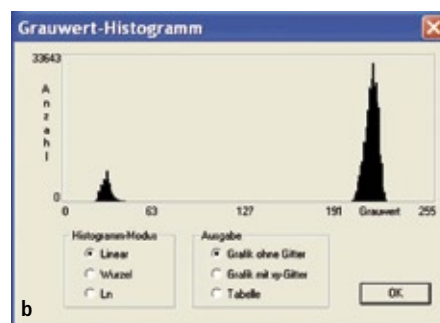 Grauwert-Histogramm
33643
Anzahl
0
0 63 127 191 Grauwert 255
Histogramm-Modus
Linear
Wurzel
Ln
Ausgabe
Grafik ohne Gitter
Grafik mit xy-Gitter
Tabelle
OK
b